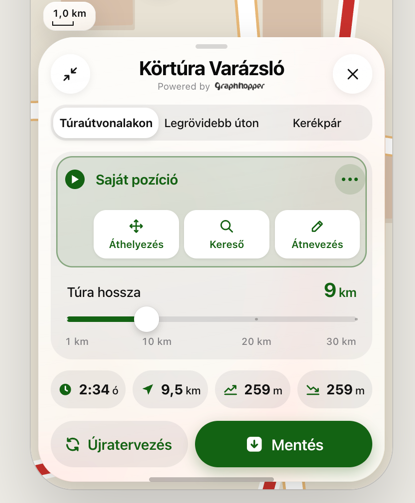 1,0 km
Körtúra Varázsló
Powered by Graphhopper
Túraútvonalakon Legrövidebb úton Kerékpár
Saját pozíció
Áthelyezés Kereső Átnevezés
Túra hossza 9 km
1 km 10 km 20 km 30 km
2:34 ó 9,5 km 259 m 259 m
Újratervezés Mentés